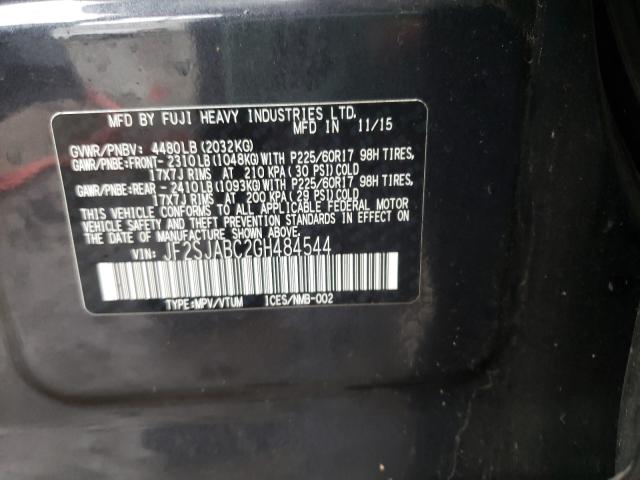 MFD BY FUJI HEAVY INDUSTRIES LTD.
MFD IN 11/15
GVWR/PNBV: 4480LB(2032KG)
GAWR/PNBE:FRONT- 2310LB(1048KG)WITH P225/60R17 98H TIRES,
17X7J RIMS AT 210 KPA(30 PSI)COLD
GAWR/PNBE:REAR - 2410LB(1093KG)WITH P225/60R17 98H TIRES,
17X7J RIMS AT 200 KPA(29 PSI)COLD
THIS VEHICLE CONFORMS TO ALL APPLICABLE FEDERAL MOTOR
VEHICLE SAFETY AND THEFT PREVENTION STANDARDS IN EFFECT
ON THE DATE OF MANUFACTURE SHOWN ABOVE.
VIN: JF2SJABC2GH484544
TYPE:MPV/VTUM ICES/NMB-002